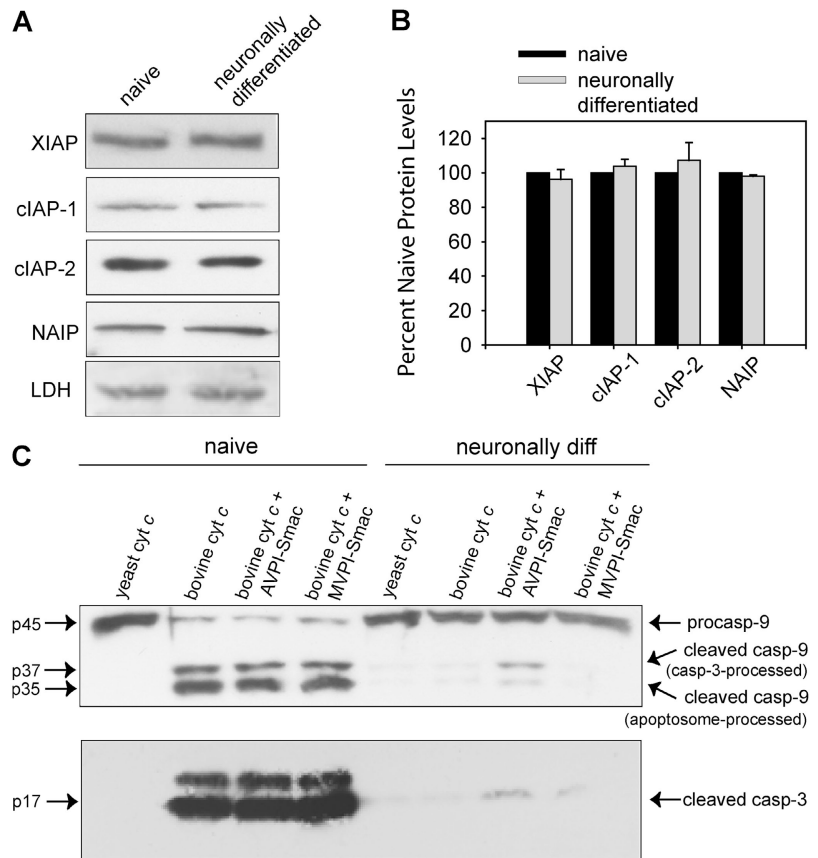 A
naive
neuronally
differentiated
XIAP
cIAP-1
cIAP-2
NAIP
LDH
B
naive
neuronally
differentiated
Percent Naive Protein Levels
120
100
80
60
40
20
0
XIAP
cIAP-1
cIAP-2
NAIP
C
naive
neuronally diff
yeast cyt c
bovine cyt c
bovine cyt c +
AVPI-Smac
bovine cyt c +
MVPI-Smac
yeast cyt c
bovine cyt c
bovine cyt c +
AVPI-Smac
bovine cyt c +
MVPI-Smac
p45
procasp-9
p37
cleaved casp-9
(casp-3-processed)
p35
cleaved casp-9
(apoptosome-processed)
p17
cleaved casp-3